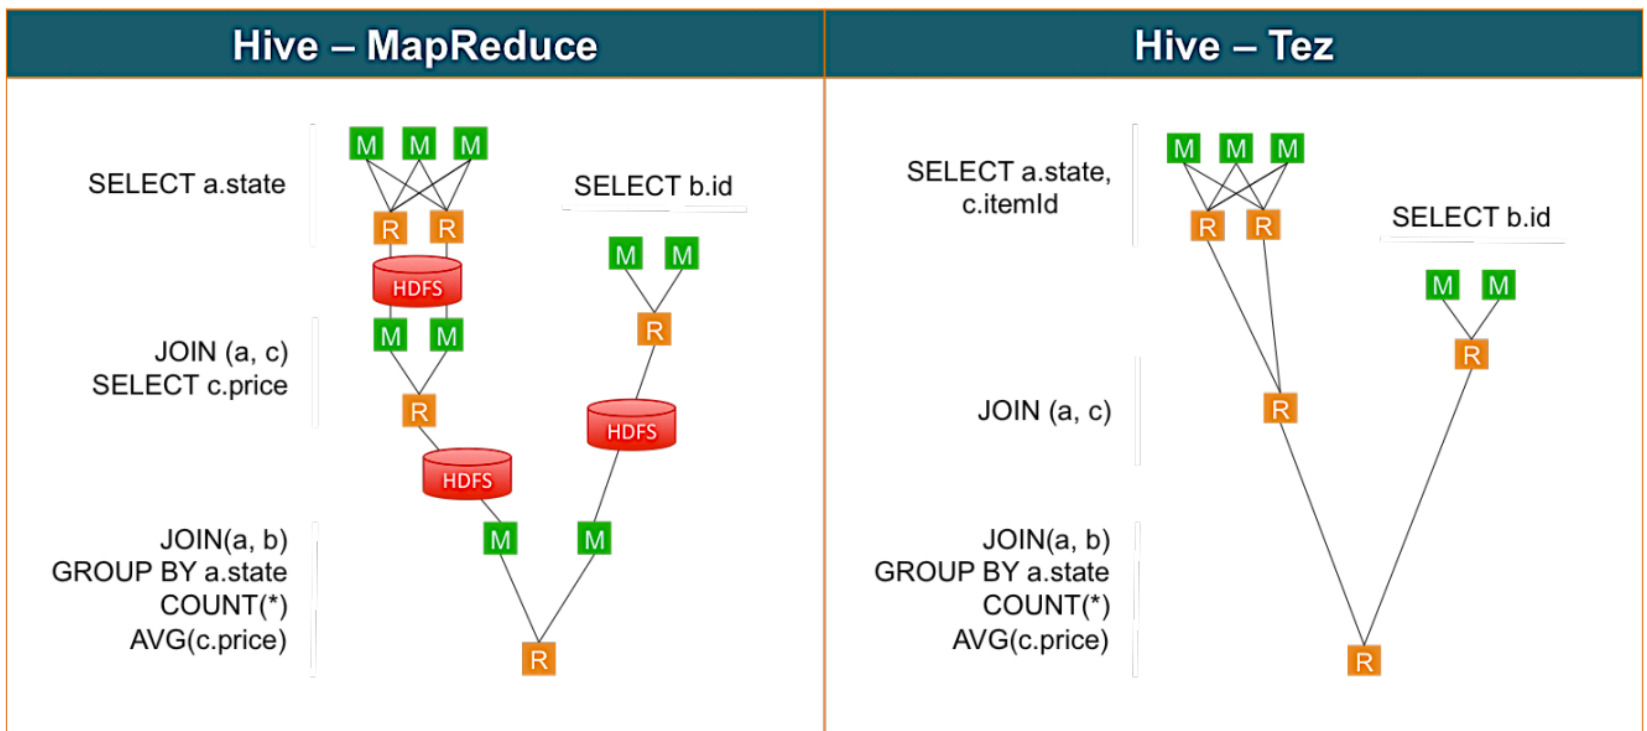 Hive – MapReduce
SELECT a.state
M M M
R R
HDFS
SELECT b.id
M M
R
HDFS
JOIN (a, c)
SELECT c.price
M M
R
HDFS
JOIN(a, b)
GROUP BY a.state
COUNT(*)
AVG(c.price)
M M
R
Hive – Tez
SELECT a.state,
c.itemId
M M M
R R
SELECT b.id
M M
R
JOIN (a, c)
R
JOIN(a, b)
GROUP BY a.state
COUNT(*)
AVG(c.price)
R